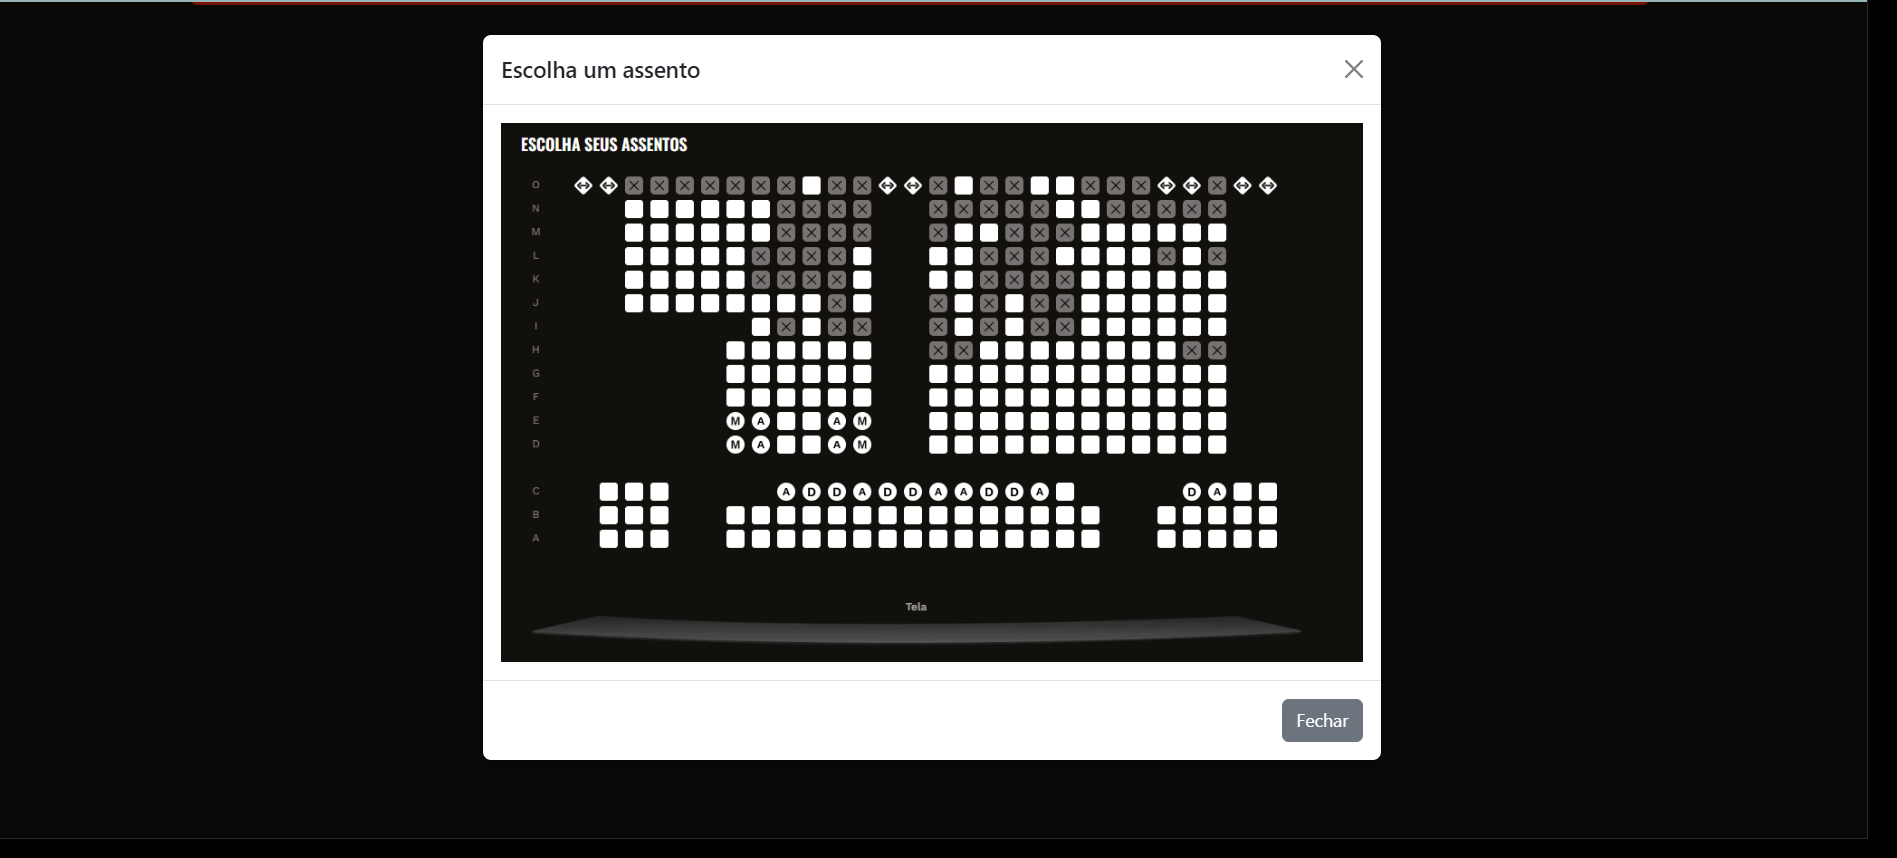 Escolha um assento
ESCOLHA SEUS ASSENTOS
O
N
M
L
K
J
I
H
G
F
E M A A M
D M A A M
C A D D A D D A A D D A D A
B
A
Tela
Fechar